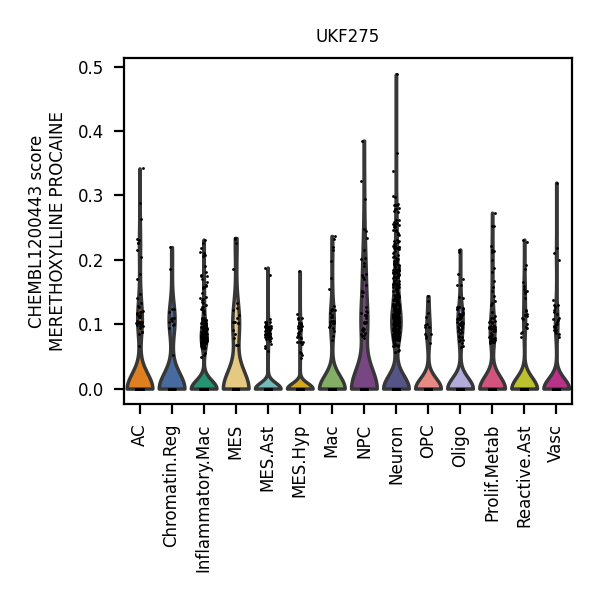 UKF275
CHEMBL1200443 score
MERETHOXYLLINE PROCAINE
0.5
0.4
0.3
0.2
0.1
0.0
AC
Chromatin.Reg
Inflammatory.Mac
MES
MES.Ast
MES.Hyp
Mac
NPC
Neuron
OPC
Oligo
Prolif.Metab
Reactive.Ast
Vasc